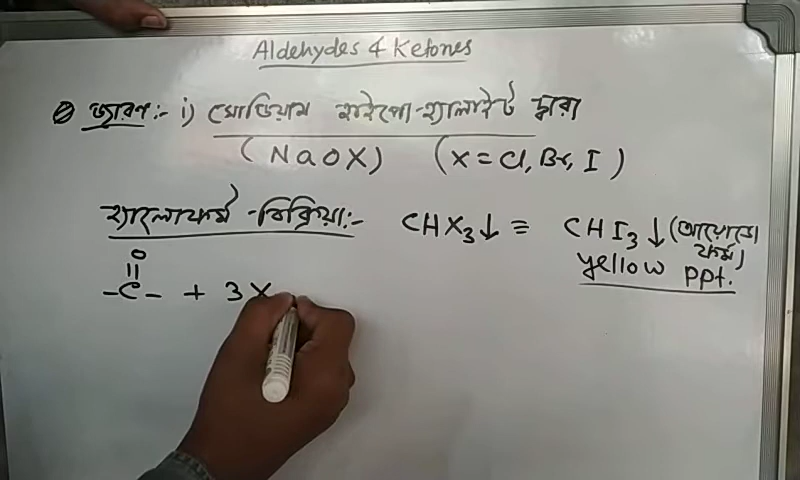 Aldehydes & Ketones
জারণ:- i) সোডিয়াম হাইপো-হ্যালাইট দ্বারা
(NaOX) (X = Cl, Br, I)
হ্যালোফর্ম -বিক্রিয়া:- CHX₃↓ = CHI₃↓ (আয়োডো
ফর্ম)
yellow ppt.
O
||
-C- + 3X